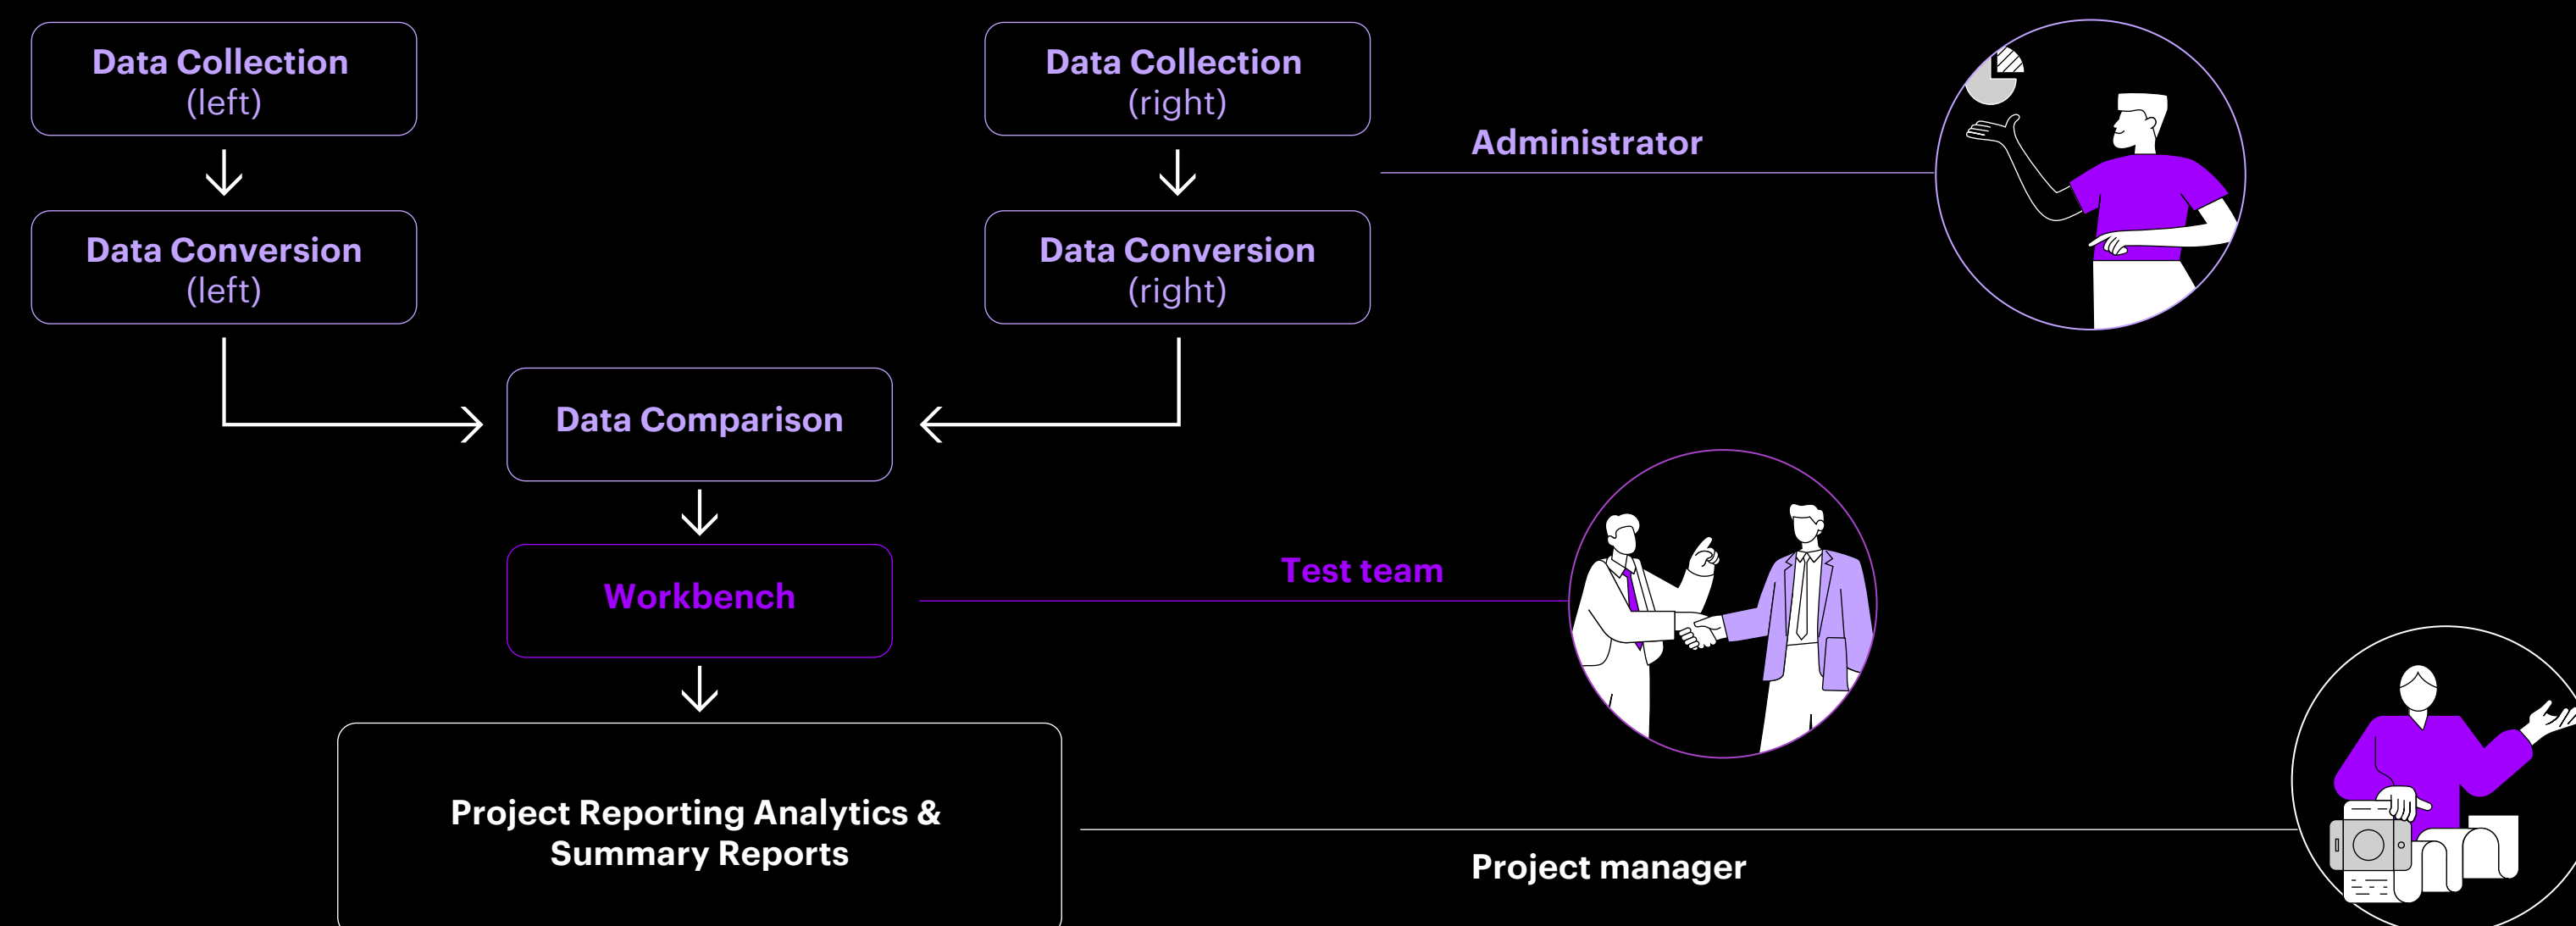 Data Collection
(left)
Data Collection
(right)
Administrator
Data Conversion
(left)
Data Conversion
(right)
Data Comparison
Workbench
Test team
Project Reporting Analytics &
Summary Reports
Project manager